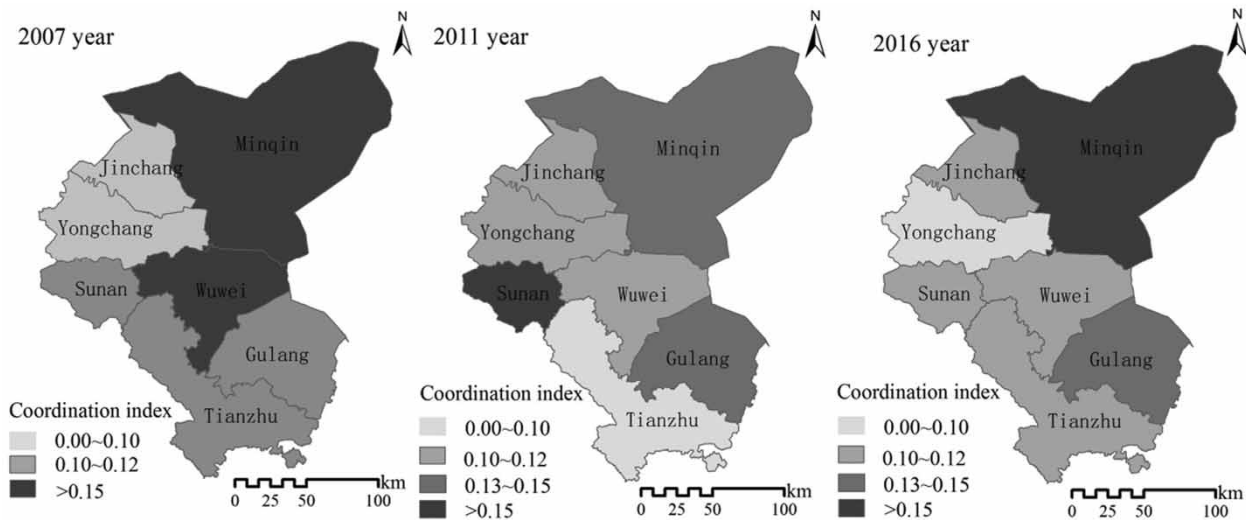 2007 year
N
Minqin
Jinchang
Yongchang
Sunan
Wuwei
Gulang
Tianzhu
Coordination index
0.00~0.10
0.10~0.12
>0.15
km
0 25 50 100
2011 year
N
Minqin
Jinchang
Yongchang
Sunan
Wuwei
Gulang
Tianzhu
Coordination index
0.00~0.10
0.10~0.12
0.13~0.15
>0.15
km
0 25 50 100
2016 year
N
Minqin
Jinchang
Yongchang
Sunan
Wuwei
Gulang
Tianzhu
Coordination index
0.00~0.10
0.10~0.12
0.13~0.15
>0.15
km
0 25 50 100